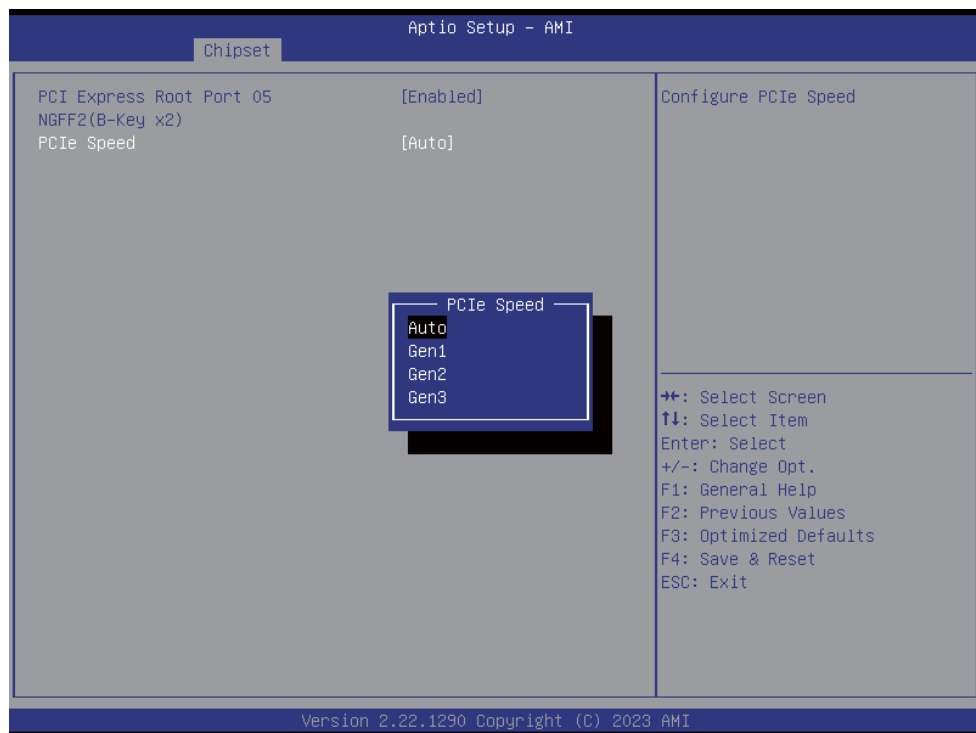 Aptio Setup – AMI
Chipset
PCI Express Root Port 05 [Enabled]
NGFF2(B-Key x2)
PCIe Speed [Auto]
Configure PCIe Speed
PCIe Speed
Auto
Gen1
Gen2
Gen3
→←: Select Screen
↑↓: Select Item
Enter: Select
+/-: Change Opt.
F1: General Help
F2: Previous Values
F3: Optimized Defaults
F4: Save & Reset
ESC: Exit
Version 2.22.1290 Copyright (C) 2023 AMI